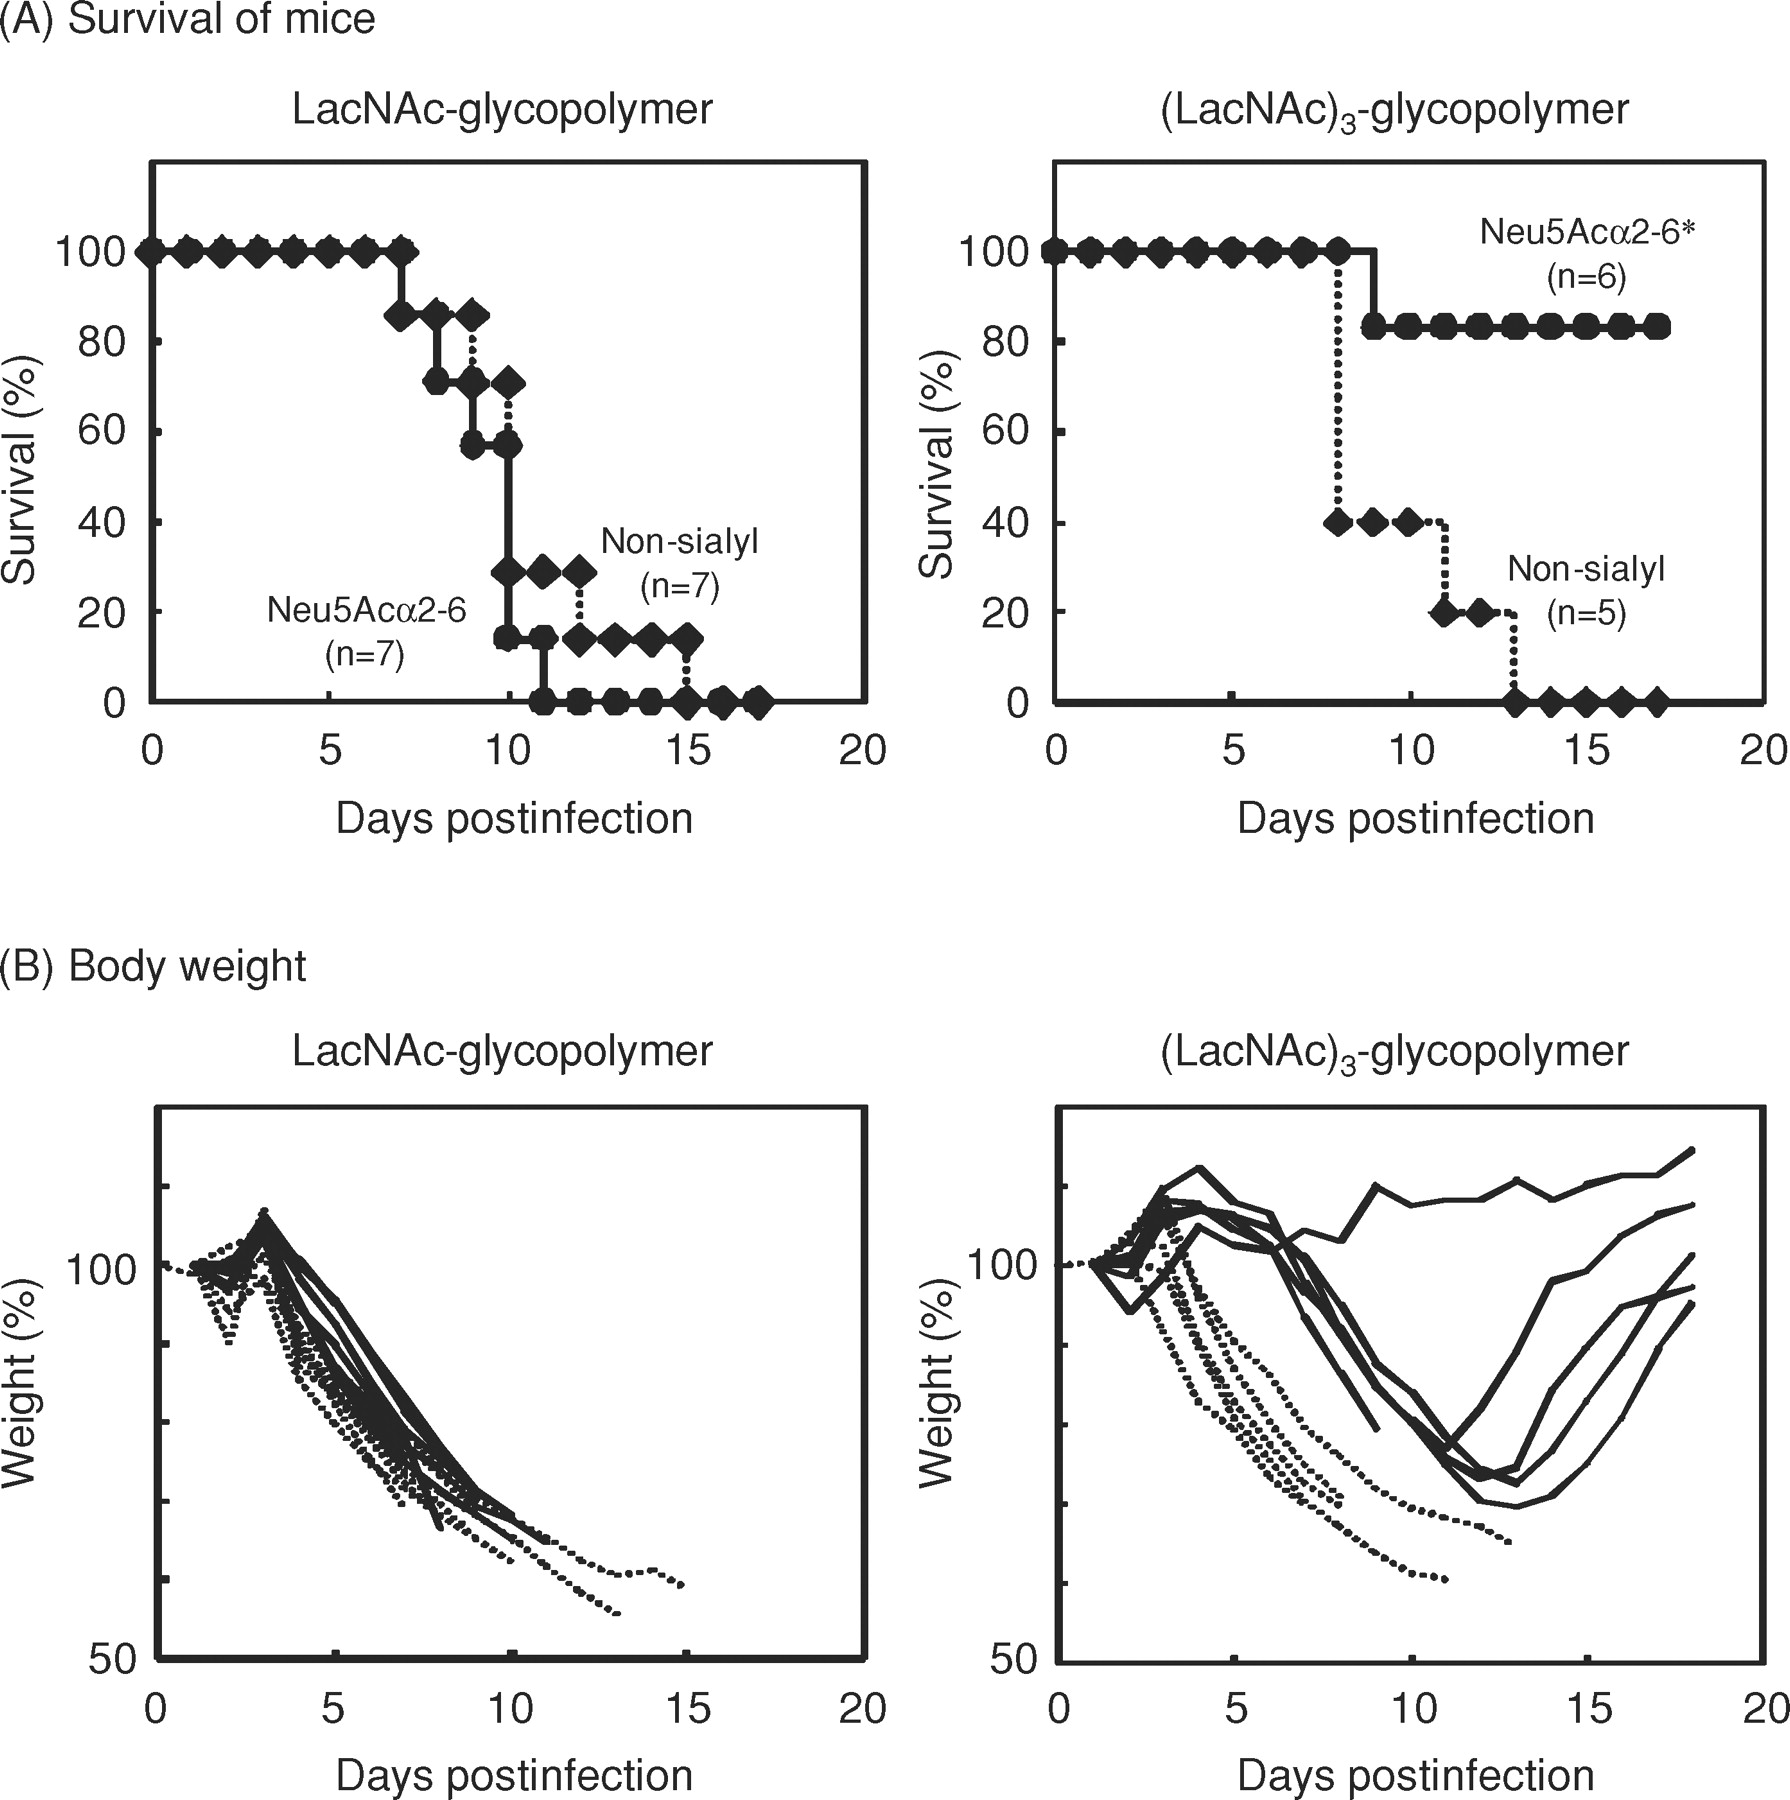 (A) Survival of mice
LacNAc-glycopolymer
Survival (%)
100
80
60
40
20
0
Non-sialyl
(n=7)
Neu5Acα2-6
(n=7)
0 5 10 15 20
Days postinfection
(LacNAc)3-glycopolymer
Survival (%)
100
80
60
40
20
0
Neu5Acα2-6*
(n=6)
Non-sialyl
(n=5)
0 5 10 15 20
Days postinfection
(B) Body weight
LacNAc-glycopolymer
Weight (%)
100
50
0 5 10 15 20
Days postinfection
(LacNAc)3-glycopolymer
Weight (%)
100
50
0 5 10 15 20
Days postinfection